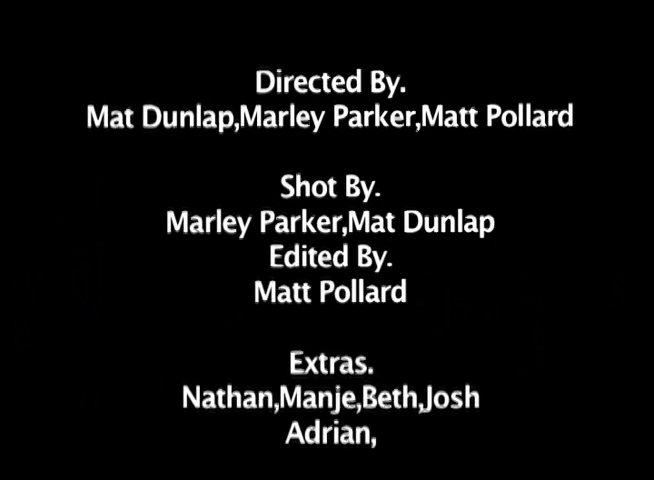 Directed By.
Mat Dunlap,Marley Parker,Matt Pollard
Shot By.
Marley Parker,Mat Dunlap
Edited By.
Matt Pollard
Extras.
Nathan,Manje,Beth,Josh
Adrian,